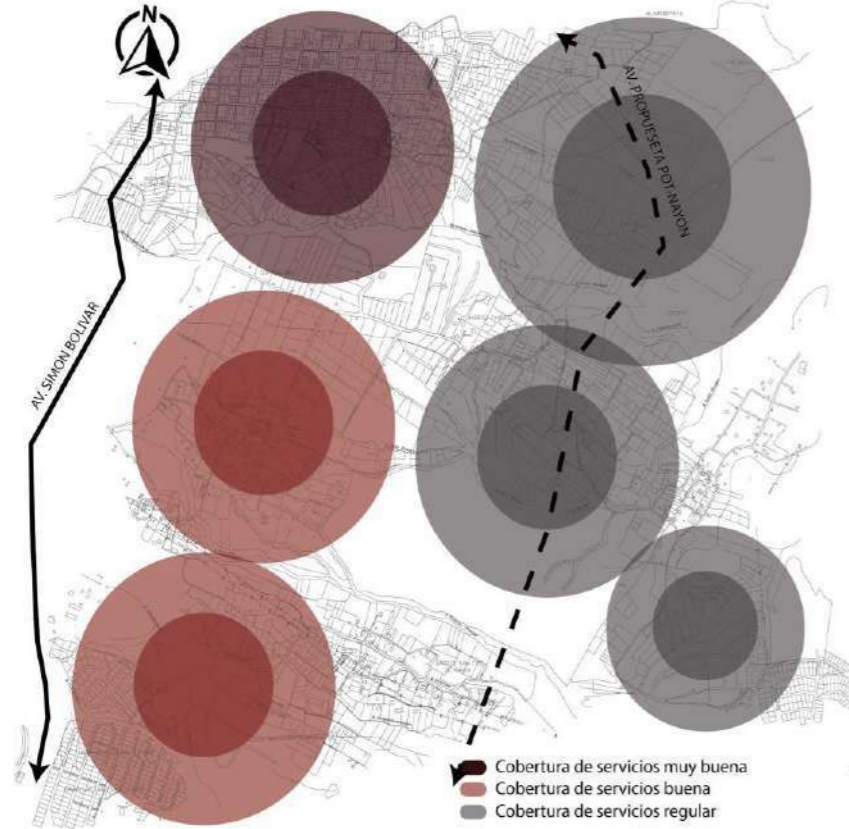 N
AV. PROPUESETA POT-NAYON
AV. SIMON BOLIVAR
Cobertura de servicios muy buena
Cobertura de servicios buena
Cobertura de servicios regular